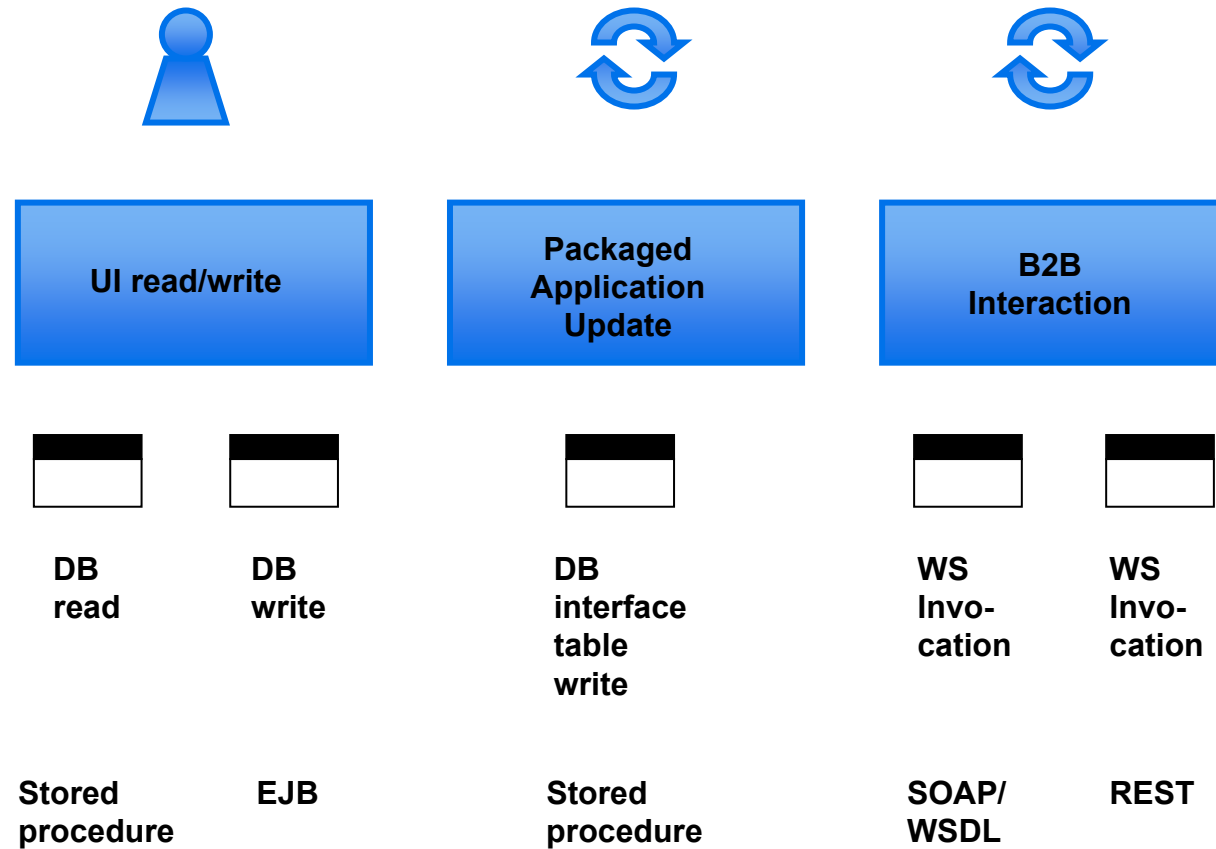 UI read/write
Packaged
Application
Update
B2B
Interaction
DB
read
DB
write
DB
interface
table
write
WS
Invo-
cation
WS
Invo-
cation
Stored
procedure
EJB
Stored
procedure
SOAP/
WSDL
REST